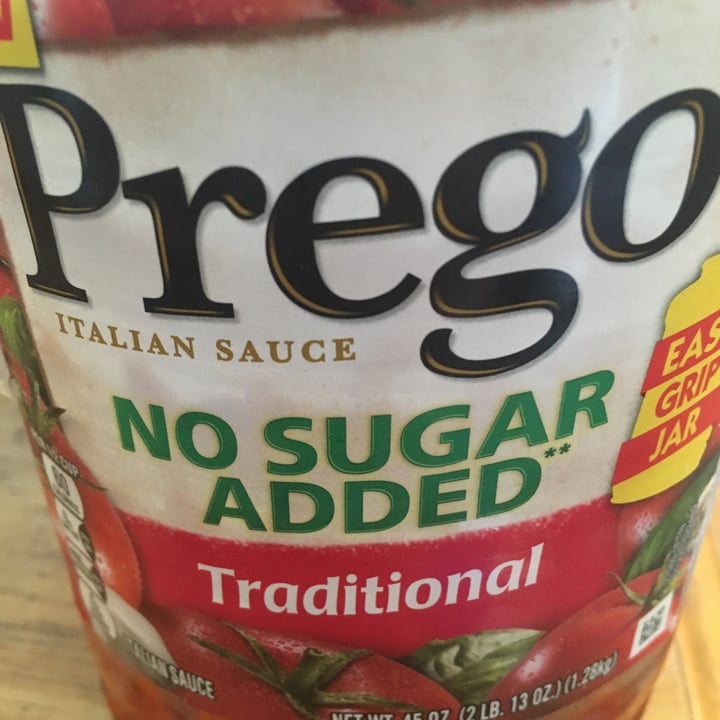 Prego
ITALIAN SAUCE
NO SUGAR
ADDED**
Traditional
EAS
GRIP
JAR
ITALIAN SAUCE
NET WT. 45 OZ. (2 LB. 13 OZ.) (1.28kg)